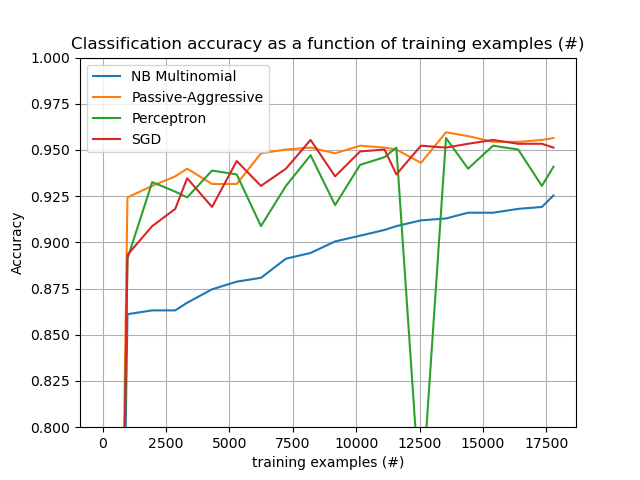 Classification accuracy as a function of training examples (#)
1.000
0.975
0.950
0.925
0.900
0.875
0.850
0.825
0.800
Accuracy
NB Multinomial
Passive-Aggressive
Perceptron
SGD
0 2500 5000 7500 10000 12500 15000 17500
training examples (#)